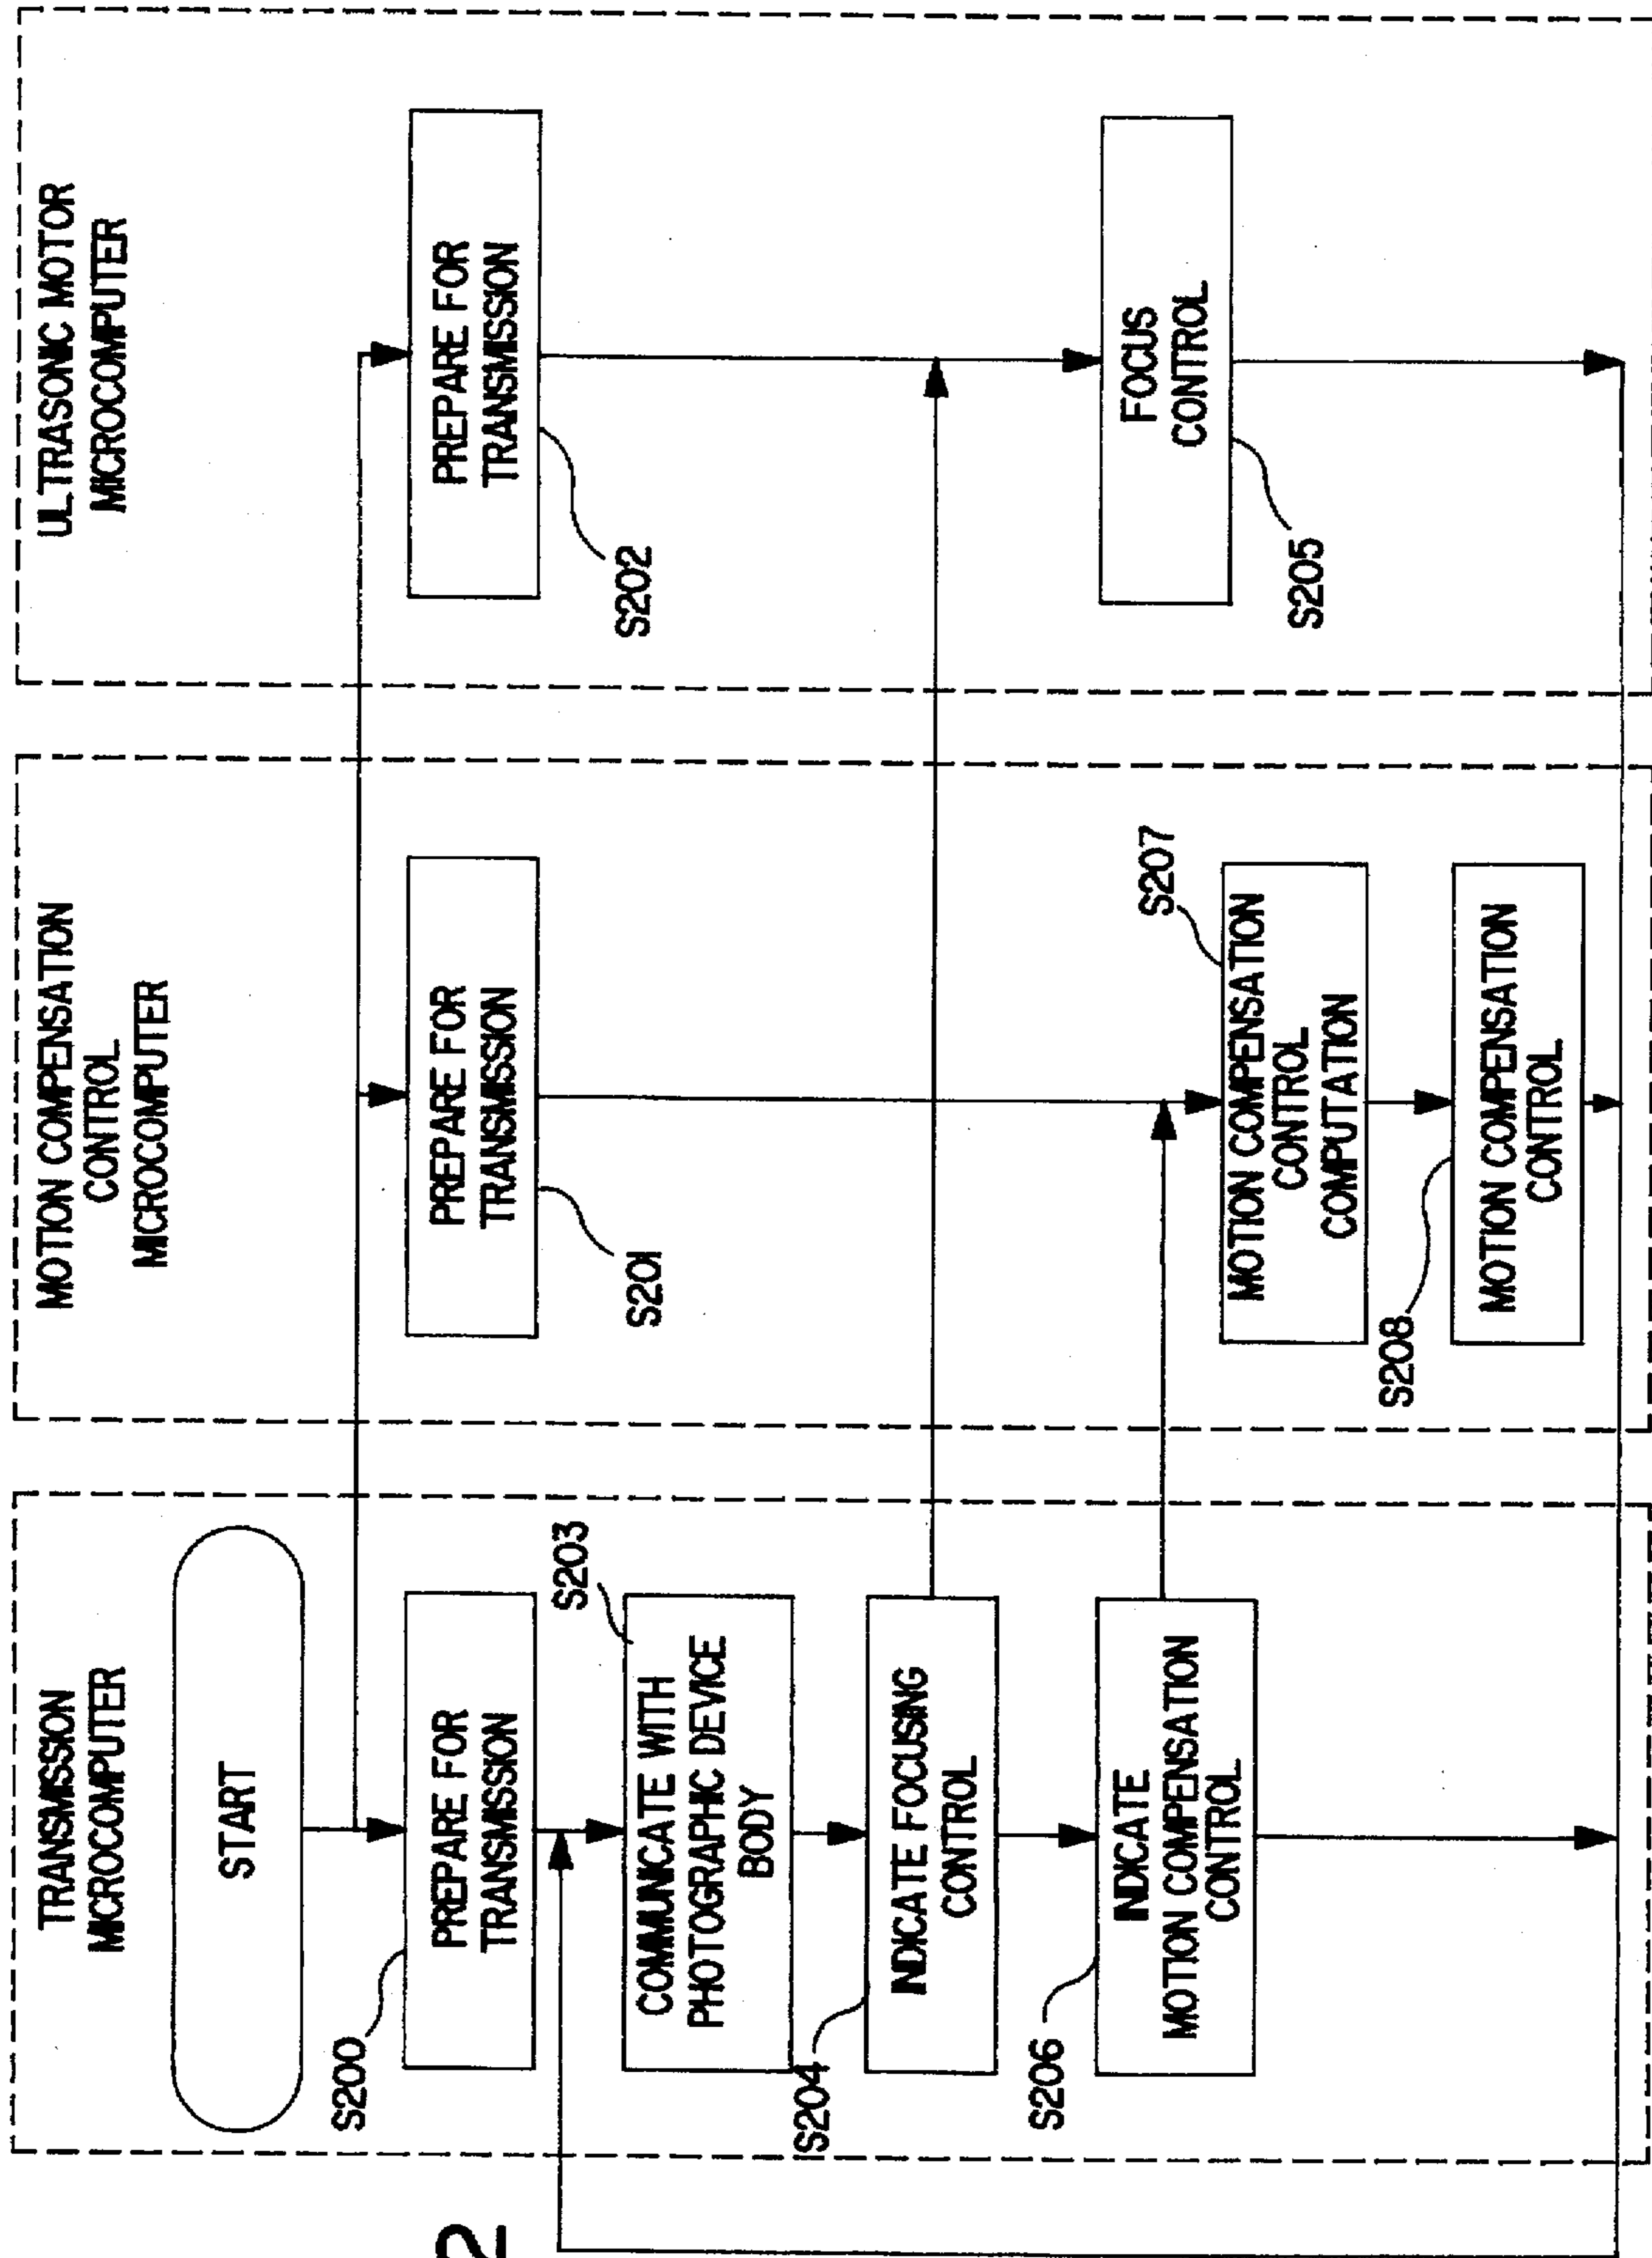 2
TRANSMISSION
MICROCOMPUTER
START
S200
PREPARE FOR
TRANSMISSION
S203
COMMUNICATE WITH
PHOTOGRAPHIC DEVICE
BODY
S204
INDICATE FOCUSING
CONTROL
S206
INDICATE
MOTION COMPENSATION
CONTROL
MOTION COMPENSATION
CONTROL
MICROCOMPUTER
PREPARE FOR
TRANSMISSION
S201
S207
MOTION COMPENSATION
CONTROL
COMPUTATION
S208
MOTION COMPENSATION
CONTROL
ULTRASONIC MOTOR
MICROCOMPUTER
PREPARE FOR
TRANSMISSION
S202
FOCUS
CONTROL
S205